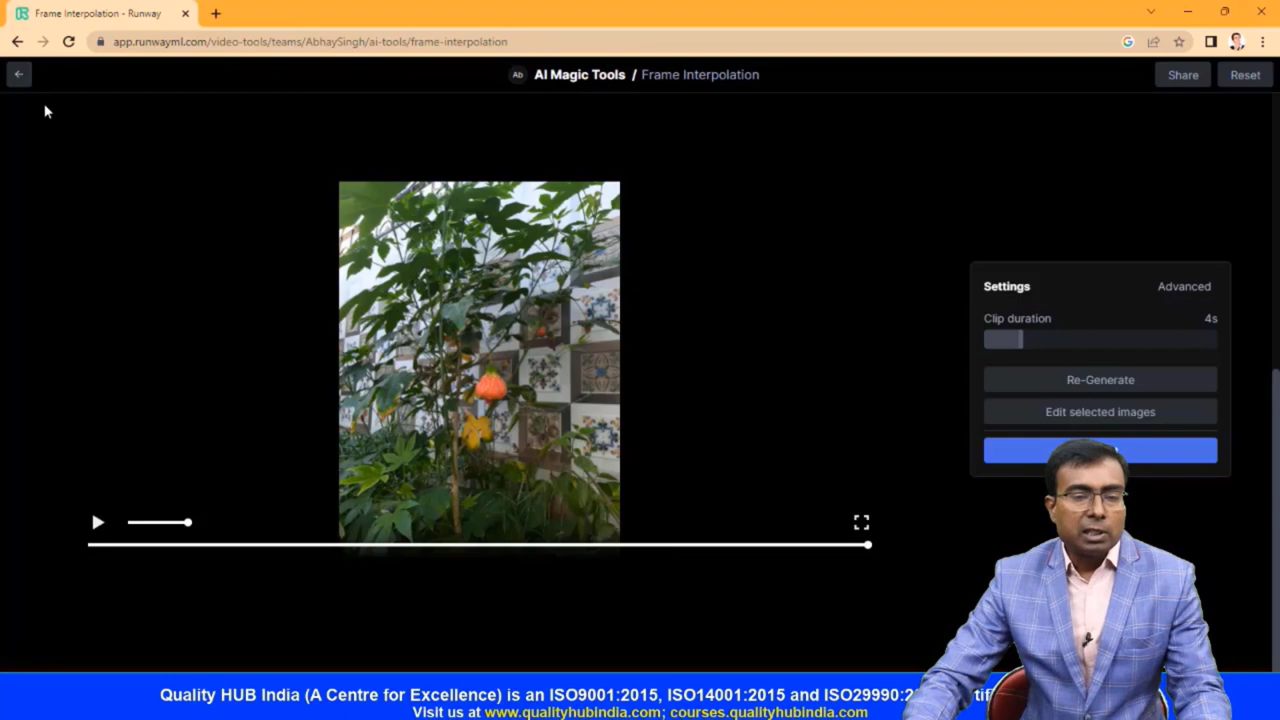 Frame Interpolation - Runway
app.runwayml.com/video-tools/teams/AbhaySingh/ai-tools/frame-interpolation
Ab AI Magic Tools / Frame Interpolation
Share
Reset
Settings
Advanced
Clip duration
4s
Re-Generate
Edit selected images
Quality HUB India (A Centre for Excellence) is an ISO9001:2015, ISO14001:2015 and
Visit us at www.qualityhubindia.com; courses.qualityhubindia.com